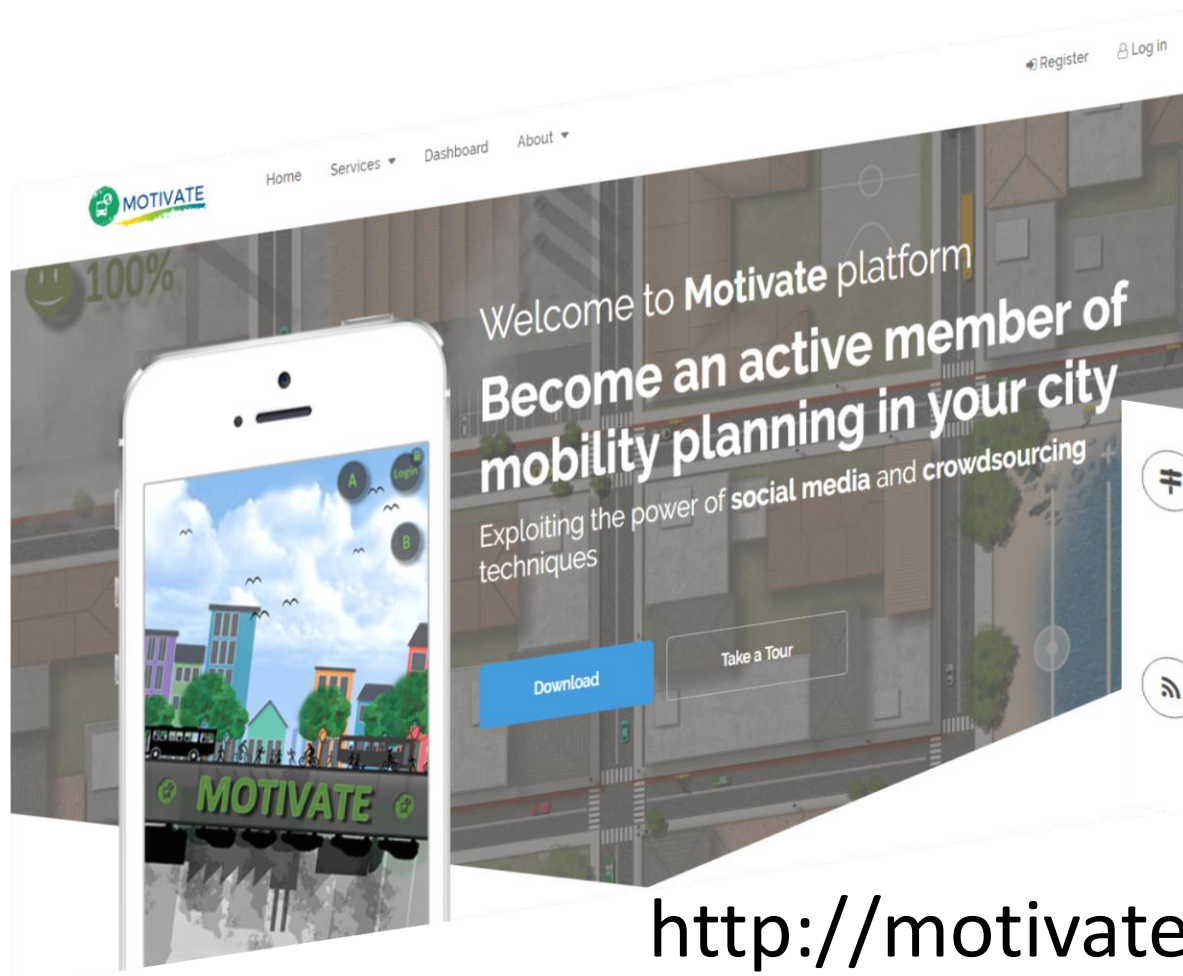 Register
Log in
Home
Services
Dashboard
About
MOTIVATE
100%
Welcome to Motivate platform
Become an active member of
mobility planning in your city
Exploiting the power of social media and crowdsourcing
techniques
A
Login
B
Download
Take a Tour
MOTIVATE
http://motivate